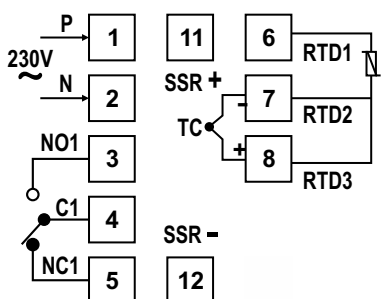 P 1 11 6
RTD1
230V
~
N 2 SSR + 7 RTD2
-
TC
+
NO1 3 8
RTD3
C1 4
SSR -
NC1 5 12